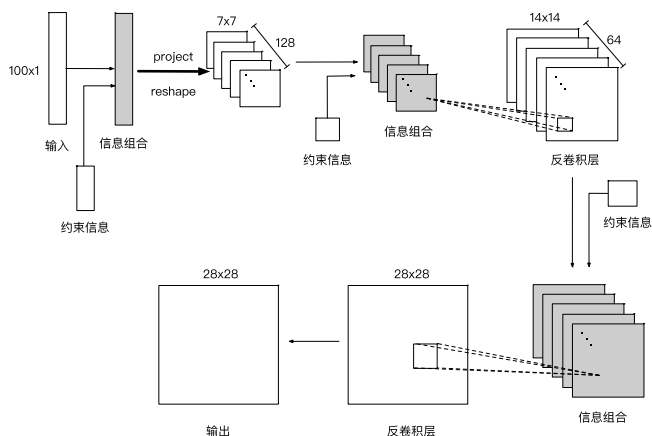 7x7
128
14x14
64
100x1
project
reshape
输入
信息组合
约束信息
约束信息
信息组合
反卷积层
约束信息
28x28
28x28
信息组合
输出
反卷积层